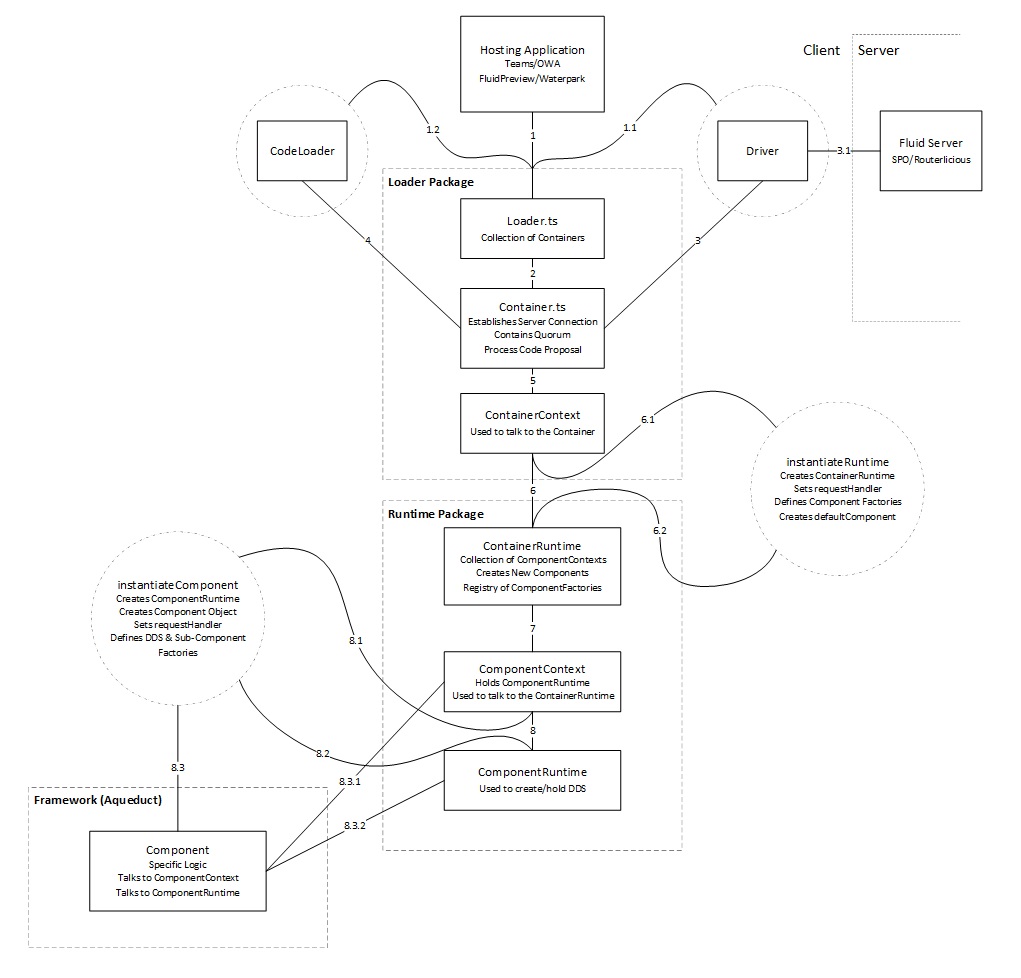 Hosting Application
Teams/OWA
FluidPreview/Waterpark
Client
Server
1.2
1
1.1
CodeLoader
Driver
3.1
Fluid Server
SPO/Routerlicious
Loader Package
Loader.ts
Collection of Containers
4
3
2
Container.ts
Establishes Server Connection
Contains Quorum
Process Code Proposal
5
ContainerContext
Used to talk to the Container
6.1
instantiateRuntime
Creates ContainerRuntime
Sets requestHandler
Defines Component Factories
Creates defaultComponent
6
Runtime Package
6.2
ContainerRuntime
Collection of ComponentContexts
Creates New Components
Registry of ComponentFactories
instantiateComponent
Creates ComponentRuntime
Creates Component Object
Sets requestHandler
Defines DDS & Sub-Component
Factories
7
8.1
ComponentContext
Holds ComponentRuntime
Used to talk to the ContainerRuntime
8
8.2
8.3
8.3.1
ComponentRuntime
Used to create/hold DDS
8.3.2
Framework (Aqueduct)
Component
Specific Logic
Talks to ComponentContext
Talks to ComponentRuntime